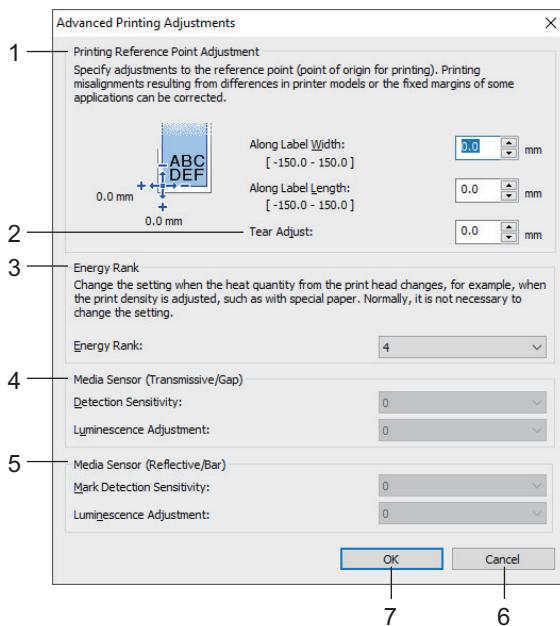 Advanced Printing Adjustments
1
Printing Reference Point Adjustment
Specify adjustments to the reference point (point of origin for printing). Printing
misalignments resulting from differences in printer models or the fixed margins of some
applications can be corrected.
ABC
DEF
0.0 mm
0.0 mm
Along Label Width:
[ -150.0 - 150.0 ]
0.0
mm
Along Label Length:
[ -150.0 - 150.0 ]
0.0
mm
2
Tear Adjust:
0.0
mm
3
Energy Rank
Change the setting when the heat quantity from the print head changes, for example, when
the print density is adjusted, such as with special paper. Normally, it is not necessary to
change the setting.
Energy Rank:
4
4
Media Sensor (Transmissive/Gap)
Detection Sensitivity:
0
Luminescence Adjustment:
0
5
Media Sensor (Reflective/Bar)
Mark Detection Sensitivity:
0
Luminescence Adjustment:
0
OK
Cancel
7
6